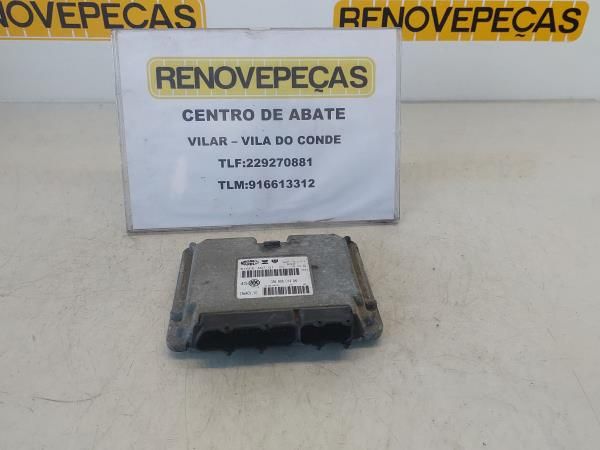 RENOVEPEÇAS
RENOVEPEÇAS
RENOVEPEÇAS
CENTRO DE ABATE
VILAR – VILA DO CONDE
TLF:229270881
TLM:916613312